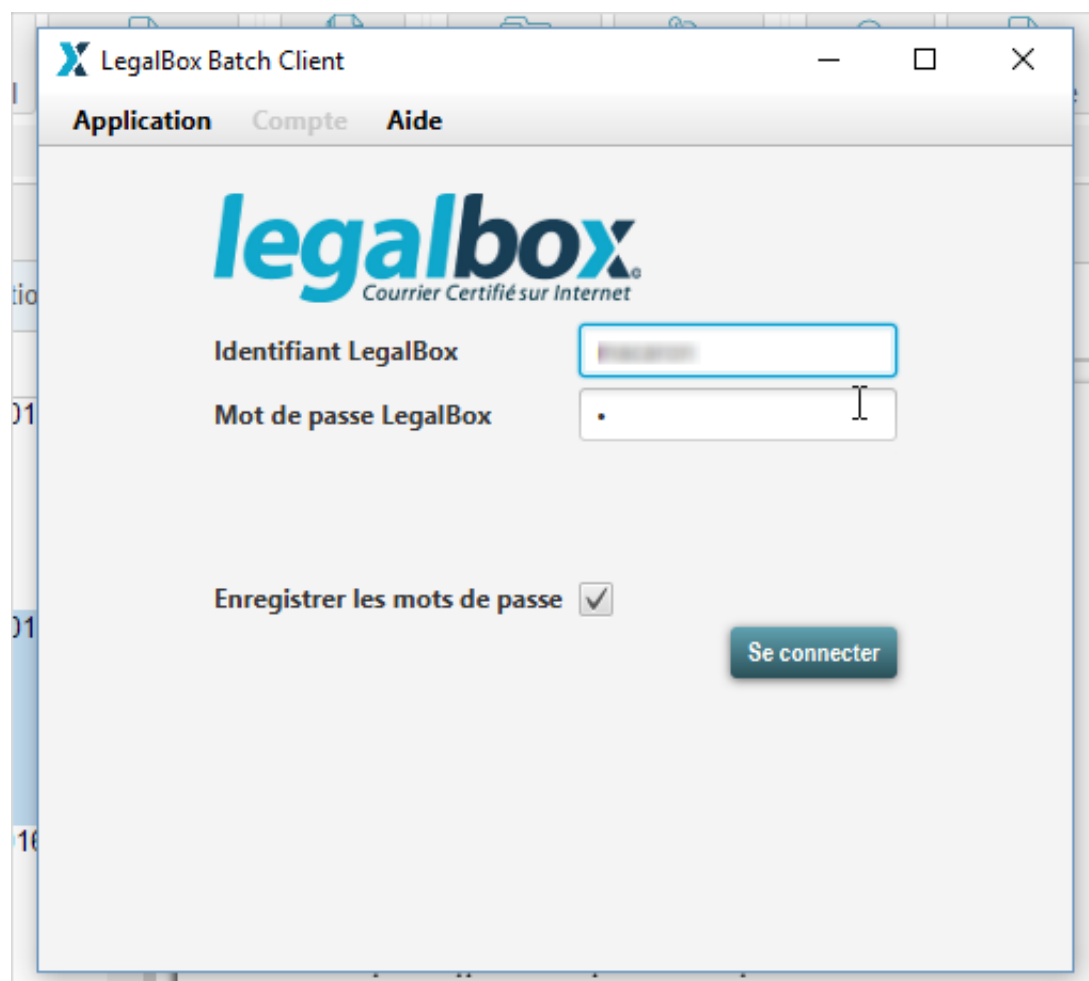 LegalBox Batch Client
Application Compte Aide
legalbox
Courrier Certifié sur Internet
Identifiant LegalBox
Mot de passe LegalBox
Enregistrer les mots de passe
Se connecter